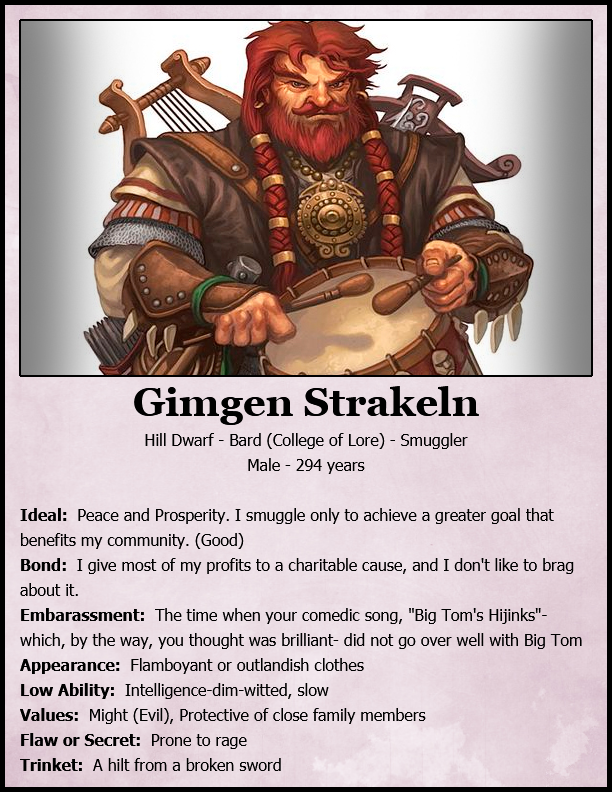 Gimgen Strakeln
Hill Dwarf - Bard (College of Lore) - Smuggler
Male - 294 years
Ideal: Peace and Prosperity. I smuggle only to achieve a greater goal that
benefits my community. (Good)
Bond: I give most of my profits to a charitable cause, and I don't like to brag
about it.
Embarassment: The time when your comedic song, "Big Tom's Hijinks"-
which, by the way, you thought was brilliant- did not go over well with Big Tom
Appearance: Flamboyant or outlandish clothes
Low Ability: Intelligence-dim-witted, slow
Values: Might (Evil), Protective of close family members
Flaw or Secret: Prone to rage
Trinket: A hilt from a broken sword